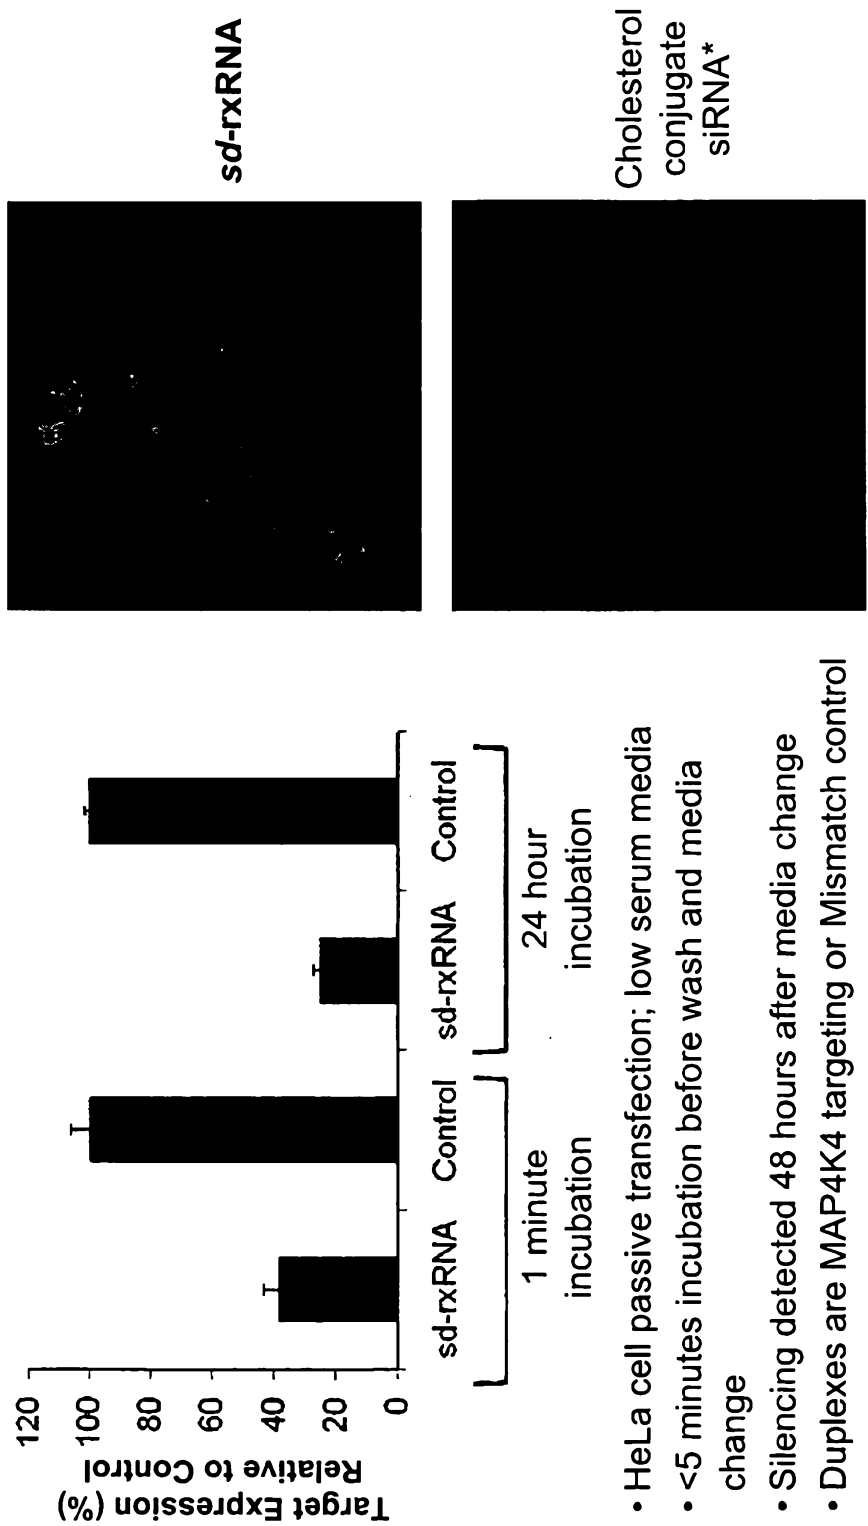 Target Expression (%)
Relative to Control
120
100
80
60
40
20
0
sd-rxRNA Control sd-rxRNA Control
1 minute
incubation
24 hour
incubation
• HeLa cell passive transfection; low serum media
• <5 minutes incubation before wash and media
change
• Silencing detected 48 hours after media change
• Duplexes are MAP4K4 targeting or Mismatch control
sd-rxRNA
Cholesterol
conjugate
siRNA*